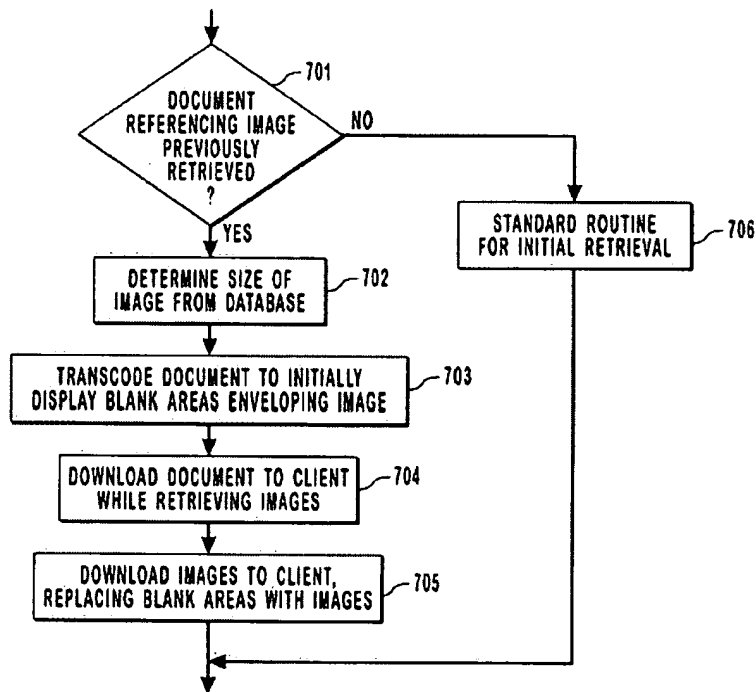 701
DOCUMENT
REFERENCING IMAGE
PREVIOUSLY
RETRIEVED
?
NO
YES
STANDARD ROUTINE
FOR INITIAL RETRIEVAL
706
DETERMINE SIZE OF
IMAGE FROM DATABASE
702
TRANSCODE DOCUMENT TO INITIALLY
DISPLAY BLANK AREAS ENVELOPING IMAGE
703
DOWNLOAD DOCUMENT TO CLIENT
WHILE RETRIEVING IMAGES
704
DOWNLOAD IMAGES TO CLIENT,
REPLACING BLANK AREAS WITH IMAGES
705